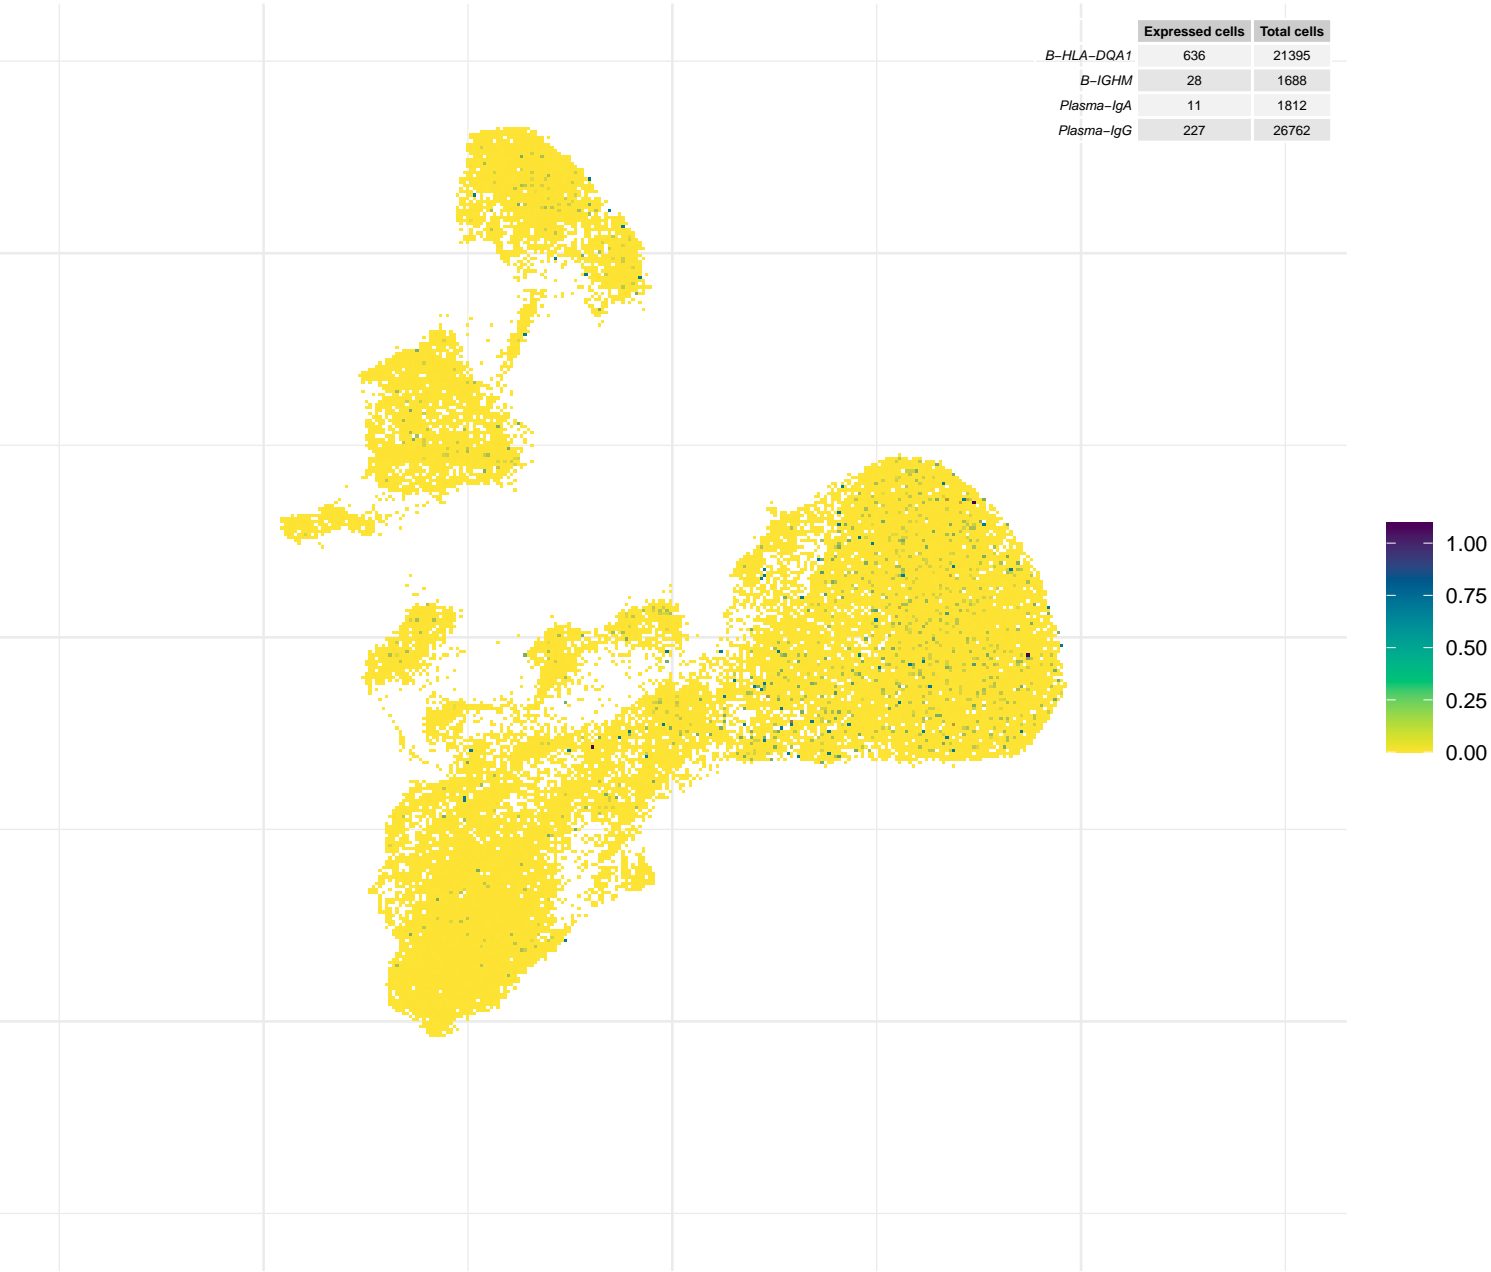 Expressed cells Total cells
B−HLA−DQA1 636 21395
B−IGHM 28 1688
Plasma−IgA 11 1812
Plasma−IgG 227 26762
1.00
0.75
0.50
0.25
0.00